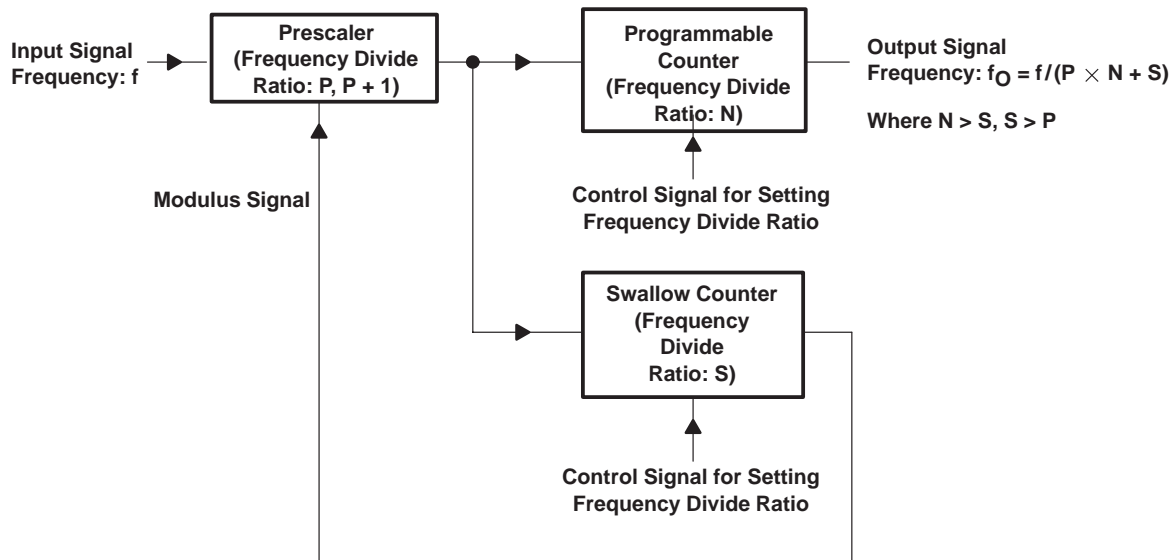 Input Signal
Frequency: f
Prescaler
(Frequency Divide
Ratio: P, P + 1)
Programmable
Counter
(Frequency Divide
Ratio: N)
Output Signal
Frequency: fO = f/(P × N + S)
Where N > S, S > P
Modulus Signal
Control Signal for Setting
Frequency Divide Ratio
Swallow Counter
(Frequency
Divide
Ratio: S)
Control Signal for Setting
Frequency Divide Ratio